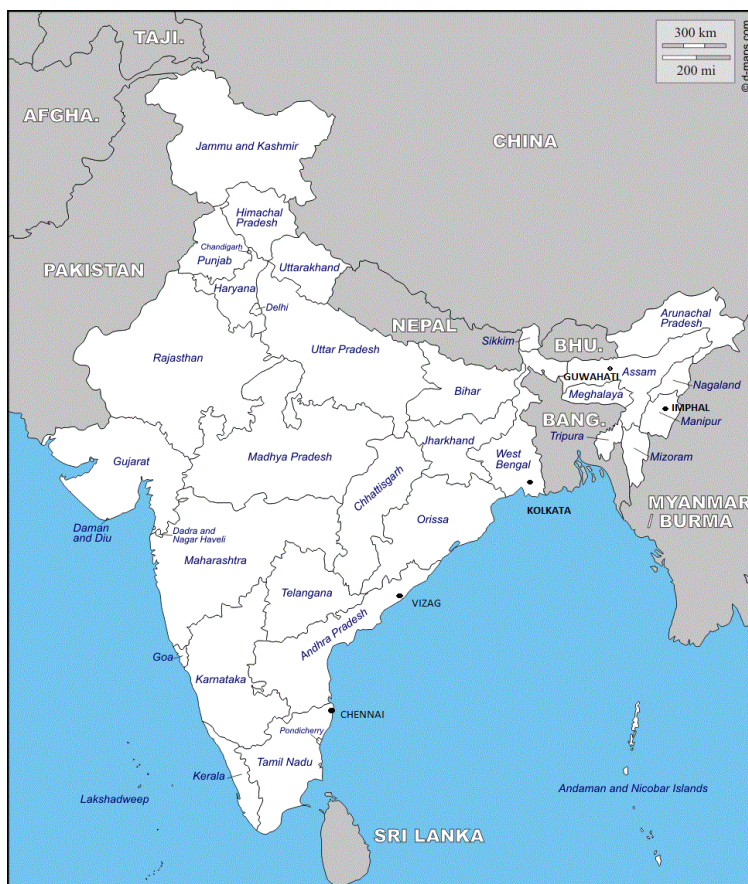 300 km
200 mi
© d-maps.com
TAJI.
AFGHA.
CHINA
Jammu and Kashmir
Himachal
Pradesh
Chandigarh
Punjab
PAKISTAN
Uttarakhand
Haryana
Delhi
NEPAL
Sikkim
BHU.
Arunachal
Pradesh
Rajasthan
Uttar Pradesh
GUWAHATI
Assam
Nagaland
Bihar
Meghalaya
IMPHAL
BANG.
Manipur
Tripura
Mizoram
Gujarat
Madhya Pradesh
Jharkhand
West
Bengal
Chhattisgarh
KOLKATA
MYANMAR
/ BURMA
Daman
and Diu
Dadra and
Nagar Haveli
Orissa
Maharashtra
Telangana
VIZAG
Andhra Pradesh
Goa
Karnataka
CHENNAI
Pondicherry
Tamil Nadu
Kerala
Lakshadweep
Andaman and Nicobar Islands
SRI LANKA